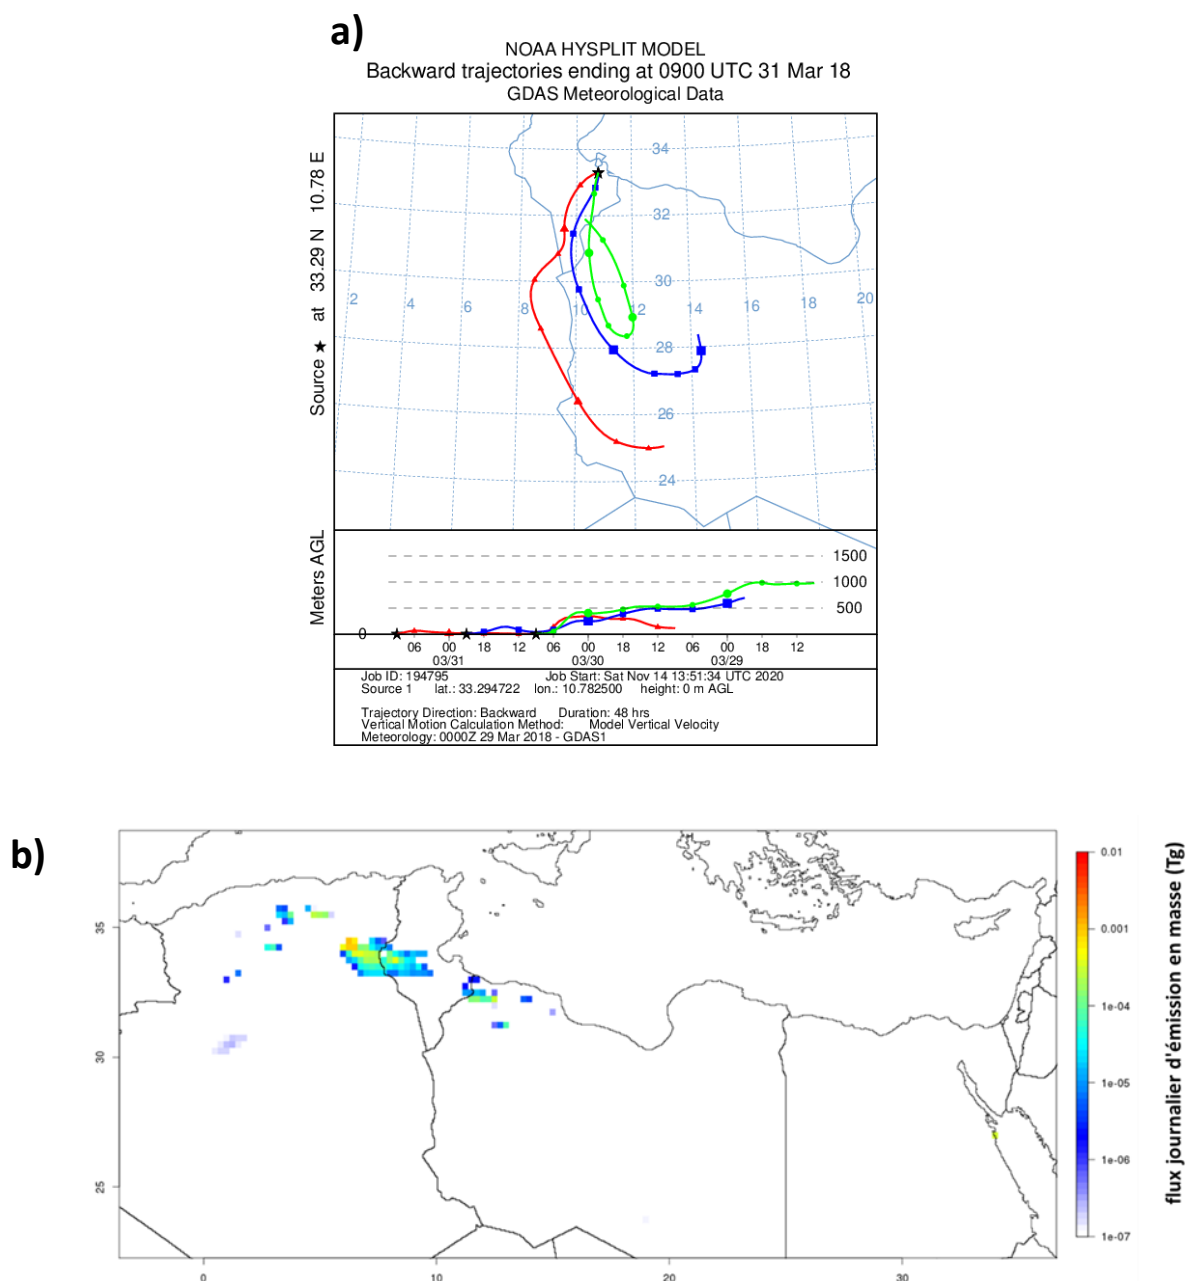 a)
NOAA HYSPLIT MODEL
Backward trajectories ending at 0900 UTC 31 Mar 18
GDAS Meteorological Data
Source ★ at 33.29 N 10.78 E
34
32
30
2 4 6 8 10 12 14 16 18 20
28
26
24
Meters AGL
1500
1000
500
0
06 00 18 12 06 00 18 12 06 00 18 12
03/31 03/30 03/29
Job ID: 194795 Job Start: Sat Nov 14 13:51:34 UTC 2020
Source 1 lat.: 33.294722 lon.: 10.782500 height: 0 m AGL
Trajectory Direction: Backward Duration: 48 hrs
Vertical Motion Calculation Method: Model Vertical Velocity
Meteorology: 0000Z 29 Mar 2018 - GDAS1
b)
35
30
25
0 10 20 30
0.01
0.001
1e-04
1e-05
1e-06
1e-07
flux journalier d'émission en masse (Tg)